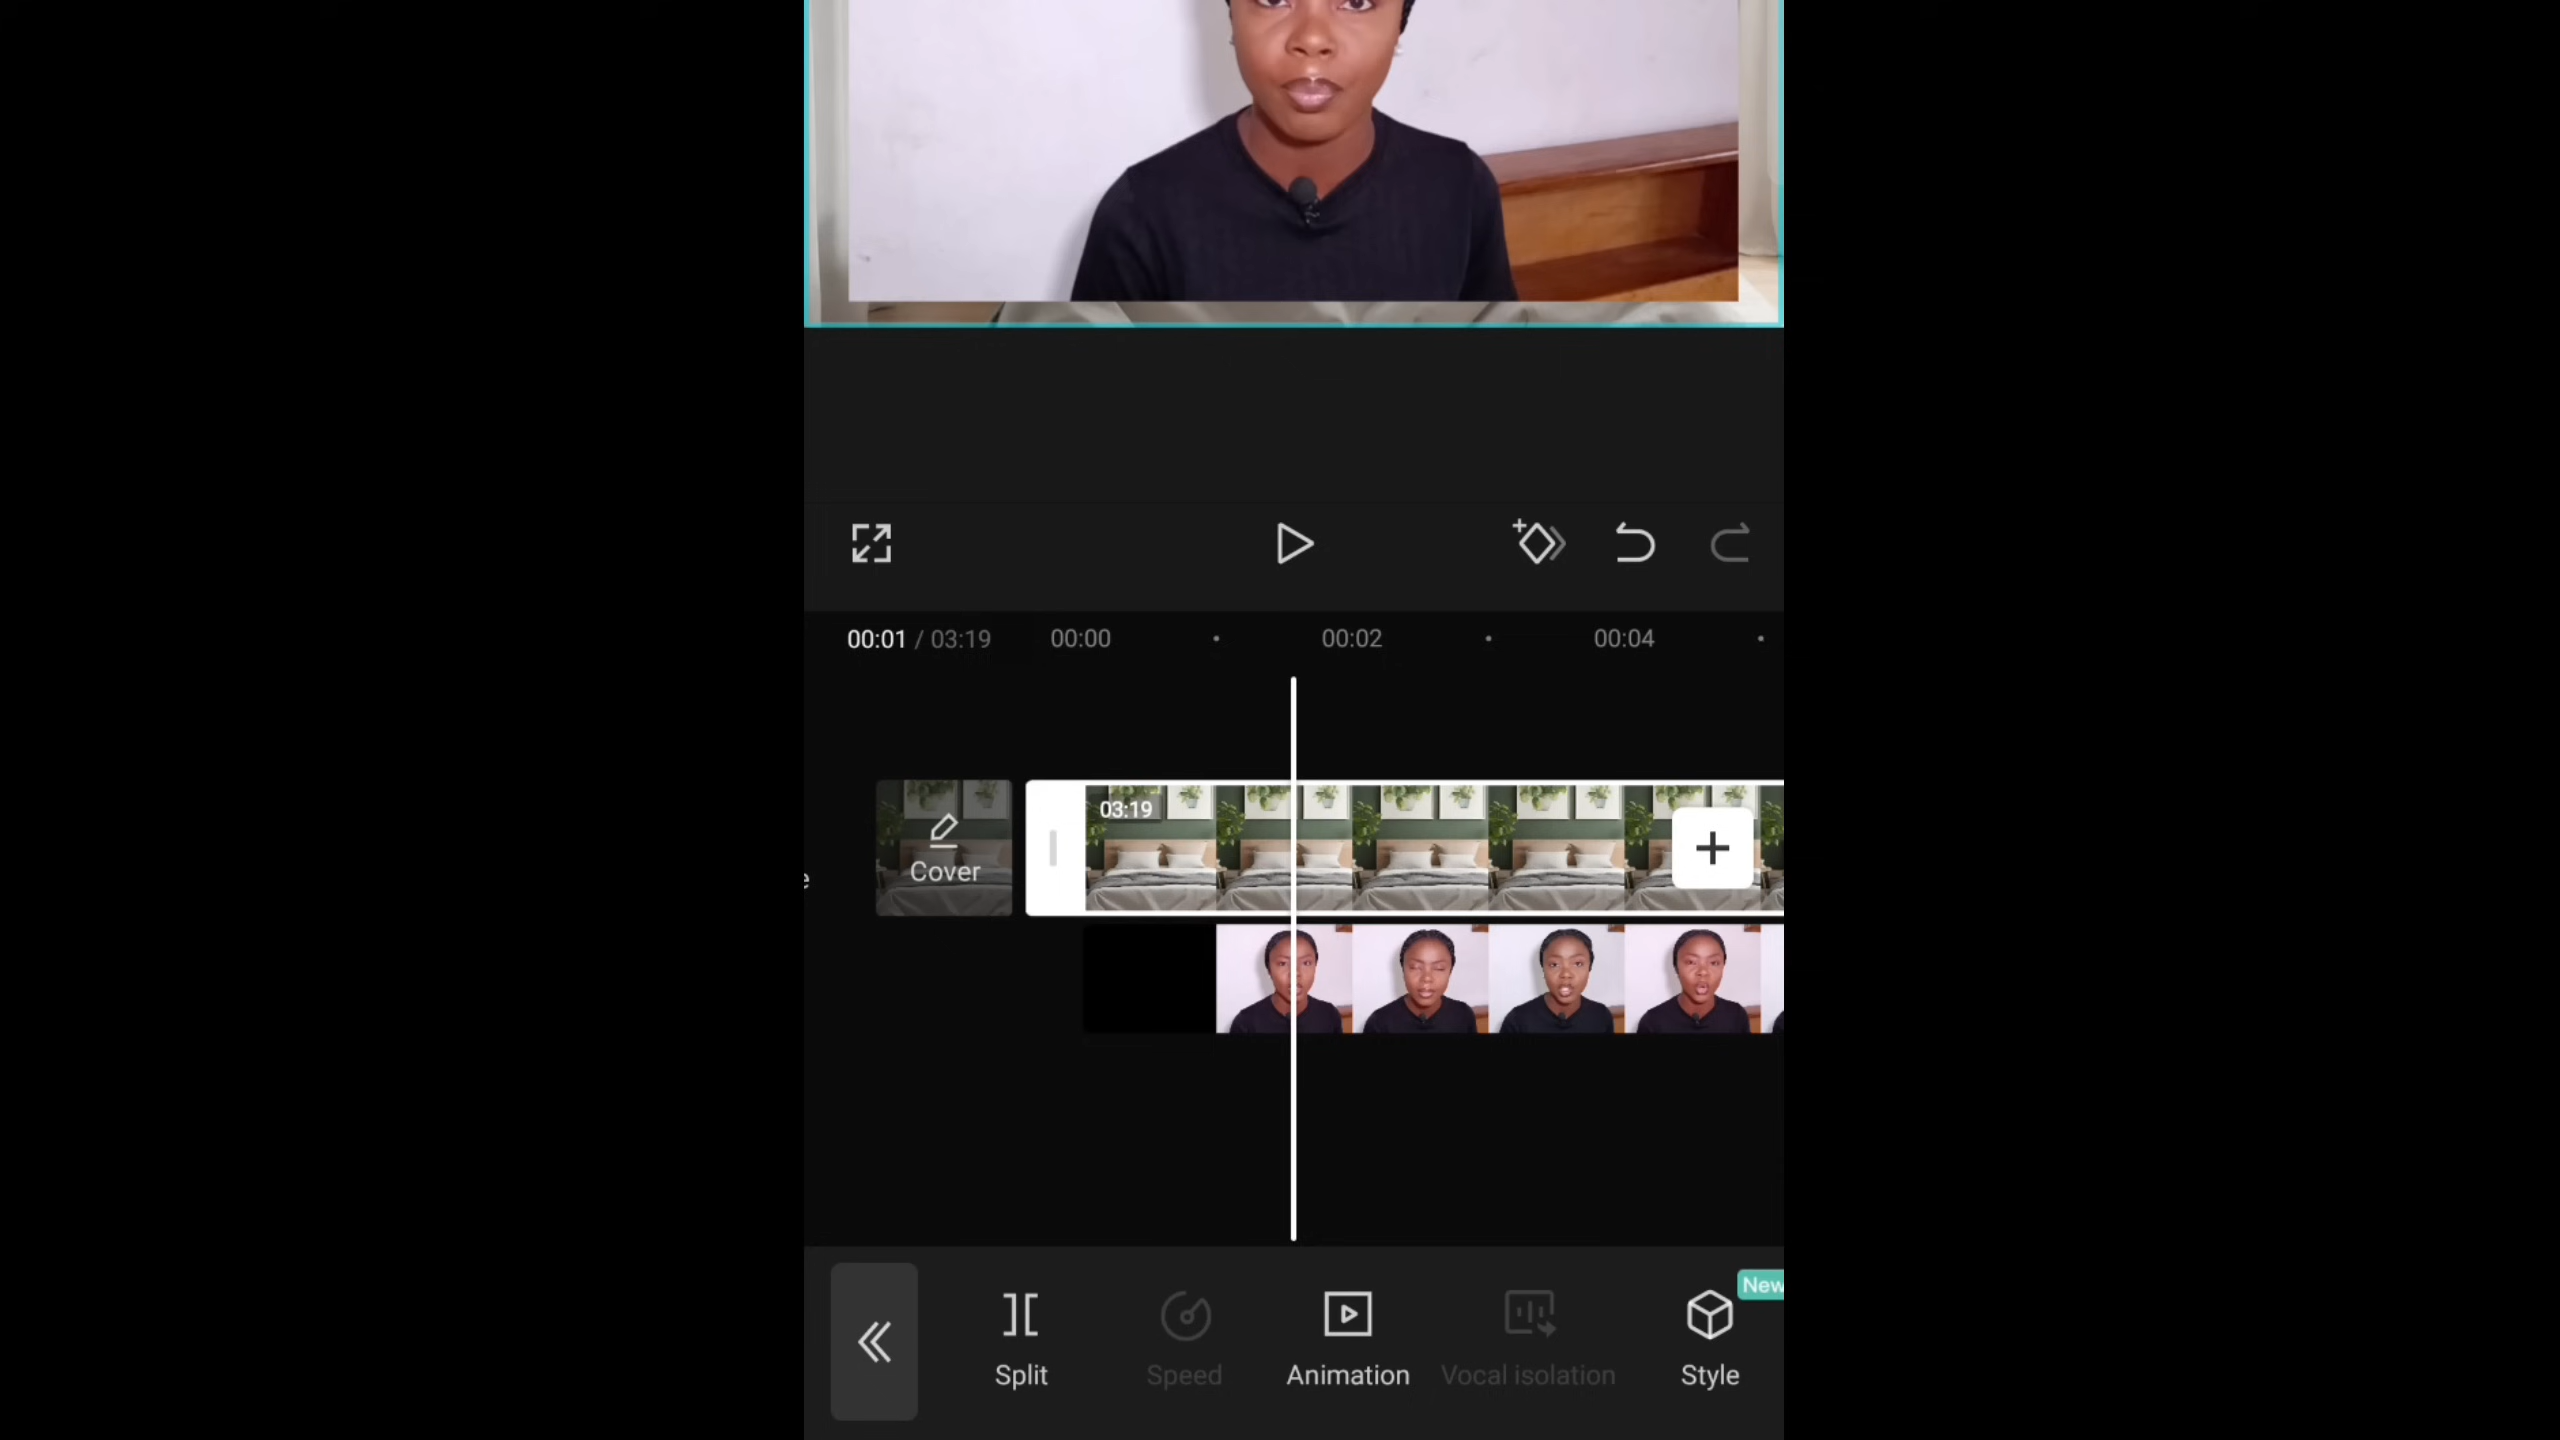 00:01 / 03:19 00:00 00:02 00:04
03:19
Cover
e
New
Split Speed Animation Vocal isolation Style